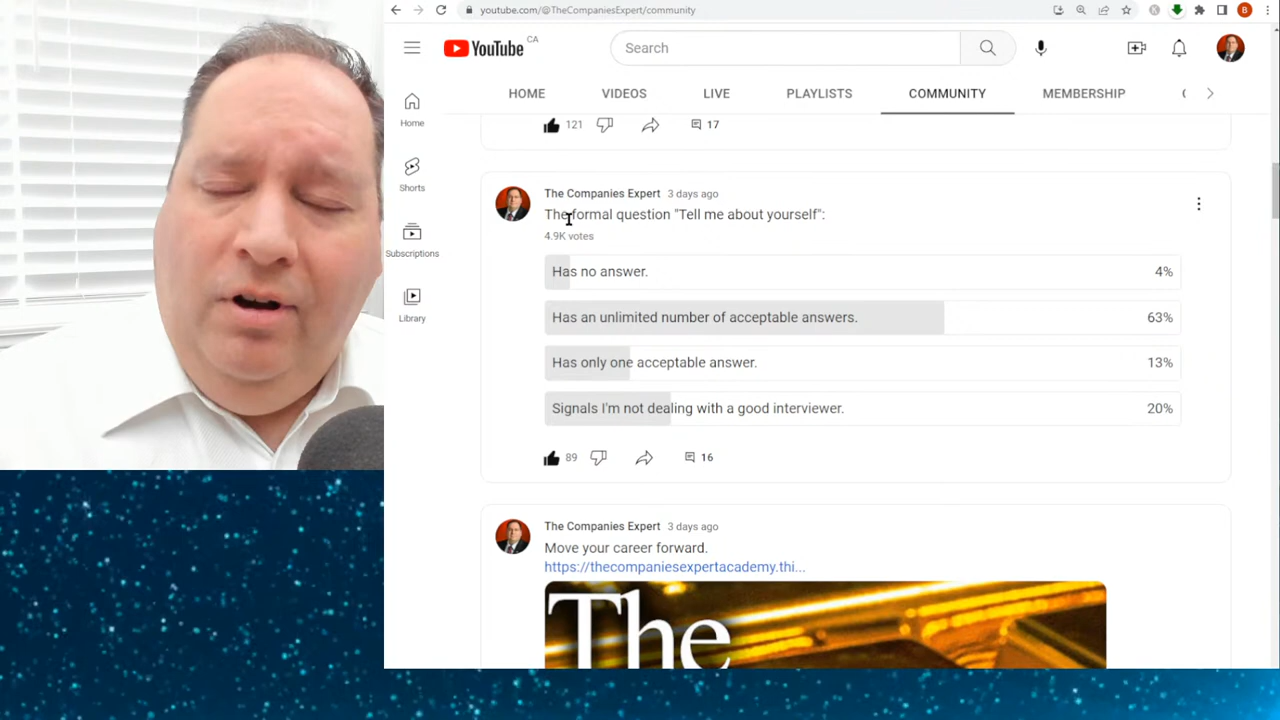 youtube.com/@TheCompaniesExpert/community
B
YouTube CA
Search
HOME
VIDEOS
LIVE
PLAYLISTS
COMMUNITY
MEMBERSHIP
Home
Shorts
Subscriptions
Library
121
17
The Companies Expert 3 days ago
The formal question "Tell me about yourself":
4.9K votes
Has no answer. 4%
Has an unlimited number of acceptable answers. 63%
Has only one acceptable answer. 13%
Signals I'm not dealing with a good interviewer. 20%
89
16
The Companies Expert 3 days ago
Move your career forward.
https://thecompaniesexpertacademy.thi...
The